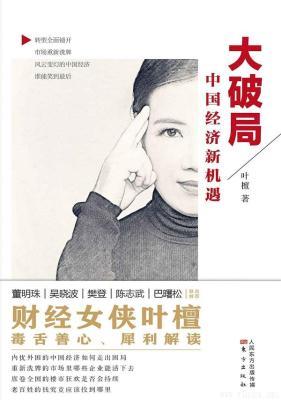 转型全面铺开
市场重新洗牌
风云变幻的中国经济
谁能笑到最后
大破局
中国经济新机遇
叶檀 著
董明珠|吴晓波|樊登|陈志武|巴曙松
财经女侠叶檀
毒舌善心、犀利解读
内忧外困的中国经济如何走出困局
重新洗牌的市场里哪些企业能活下去
席卷全国的楼市狂欢是否会持续
老百姓的钱究竟应该投到哪里
人民东方出版传媒
东方出版社